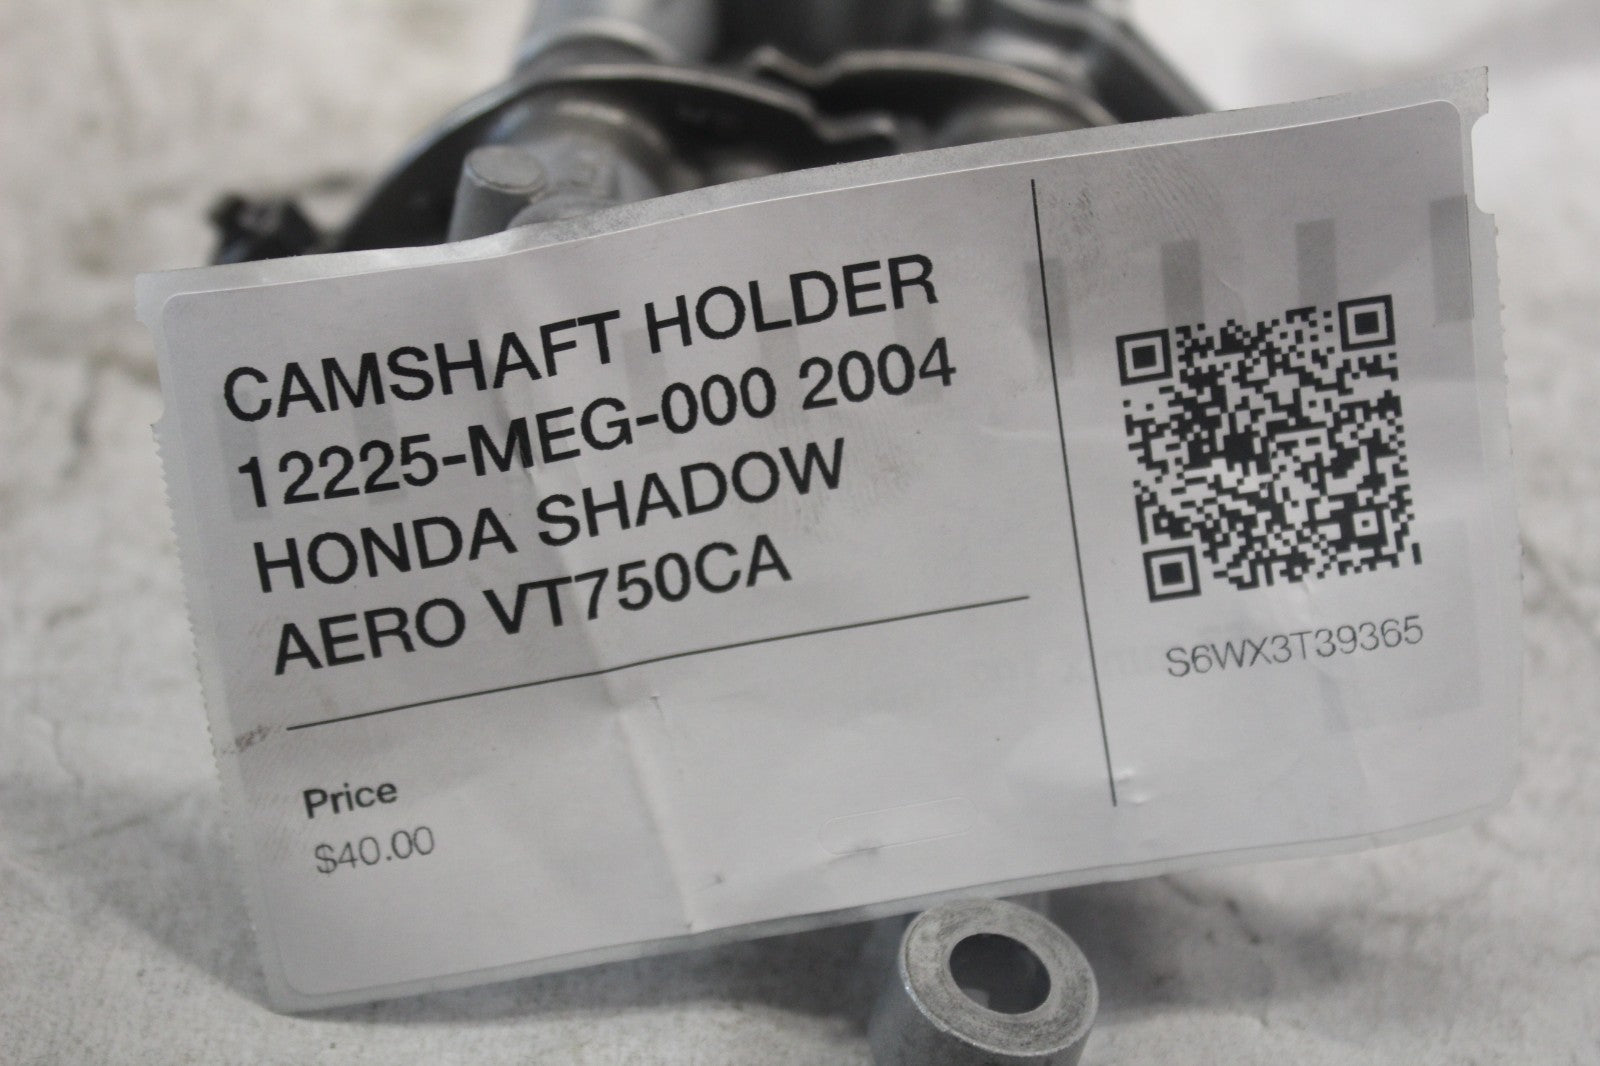 CAMSHAFT HOLDER
12225-MEG-000 2004
HONDA SHADOW
AERO VT750CA
Price
$40.00
S6WX3T39365